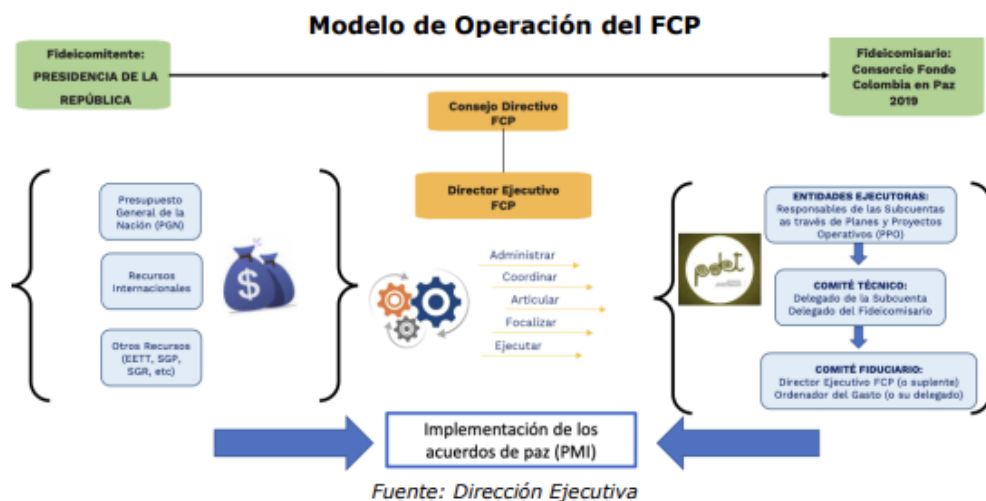 Modelo de Operación del FCP
Fideicomitente:
PRESIDENCIA DE LA
REPÚBLICA
Fideicomisario:
Consorcio Fondo
Colombia en Paz
2019
Consejo Directivo
FCP
Director Ejecutivo
FCP
Presupuesto
General de la
Nación (PGN)
Recursos
Internacionales
Otros Recursos
(EETT, SGP,
SGR, etc)
$
Administrar
Coordinar
Articular
Focalizar
Ejecutar
pdet
ENTIDADES EJECUTORAS:
Responsables de las Subcuentas
as través de Planes y Proyectos
Operativos (PPO)
COMITÉ TÉCNICO:
Delegado de la Subcuenta
Delegado del Fideicomisario
COMITÉ FIDUCIARIO:
Director Ejecutivo FCP (o suplente)
Ordenador del Gasto (o su delegado)
Implementación de los
acuerdos de paz (PMI)
Fuente: Dirección Ejecutiva